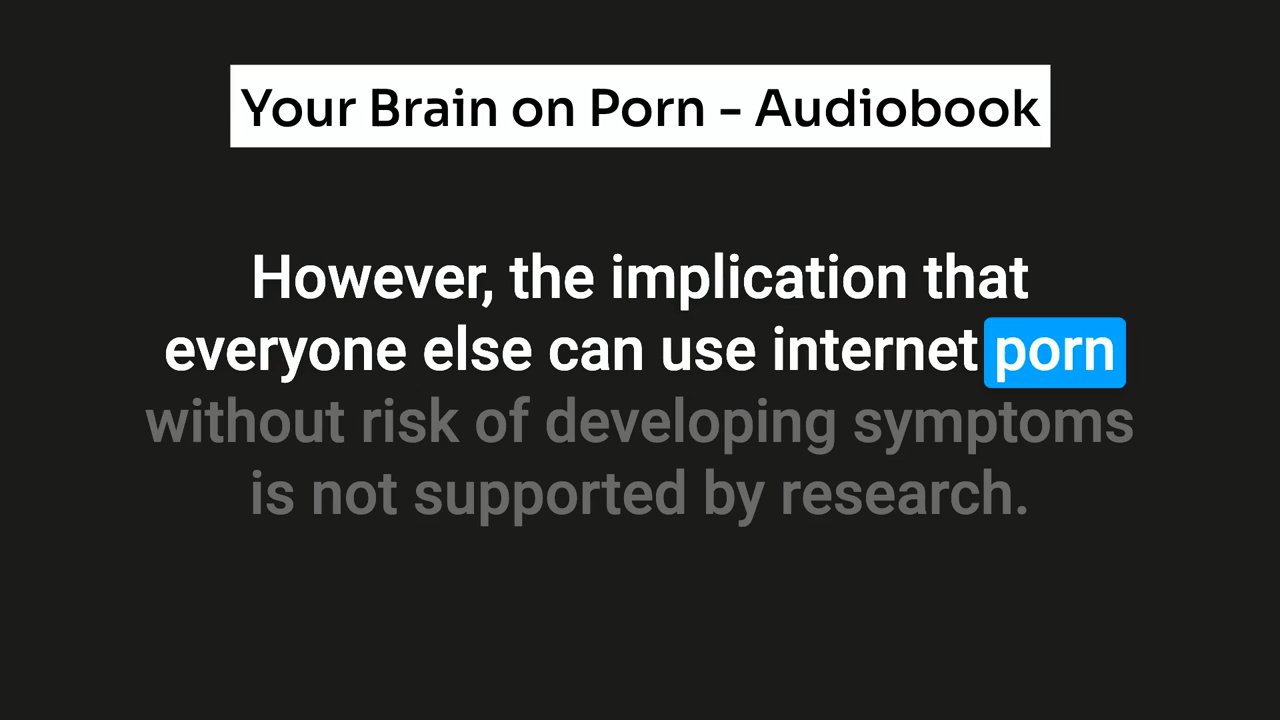 Your Brain on Porn - Audiobook
However, the implication that
everyone else can use internet porn
without risk of developing symptoms
is not supported by research.